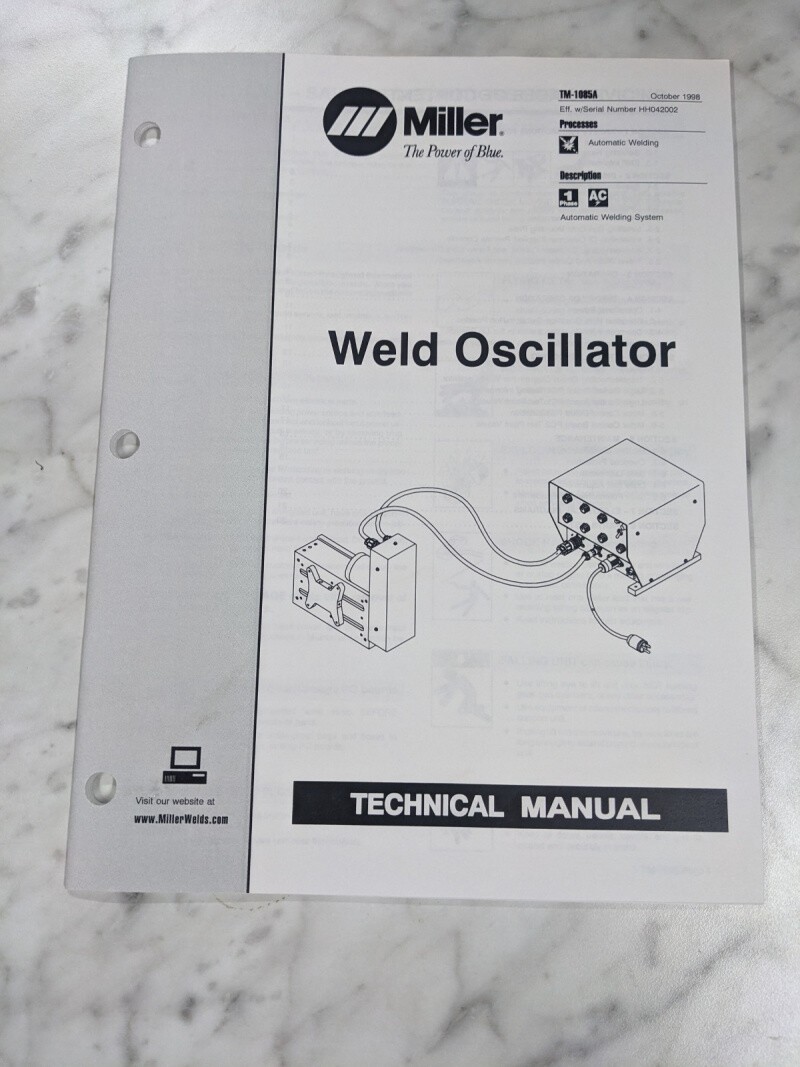 Miller®
The Power of Blue.
TM-1085A October 1998
Eff. w/Serial Number HH042002
Processes
Automatic Welding
Description
1 Phase AC
Automatic Welding System
Weld Oscillator
TECHNICAL MANUAL
Visit our website at
www.MillerWelds.com